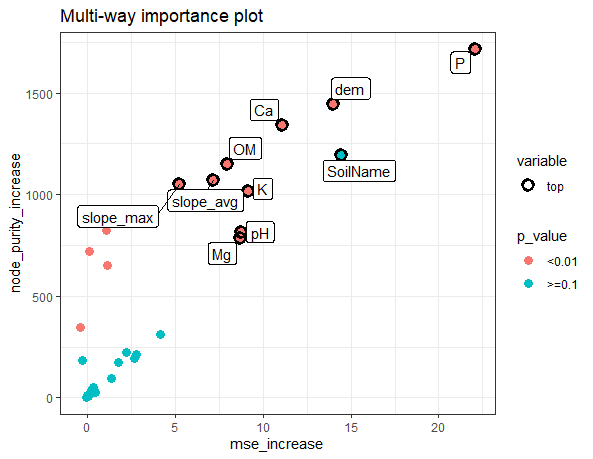 Multi-way importance plot
P
dem
Ca
OM
SoilName
K
slope_avg
slope_max
pH
Mg
1500
1000
500
0
node_purity_increase
0
5
10
15
20
mse_increase
variable
top
p_value
<0.01
>=0.1